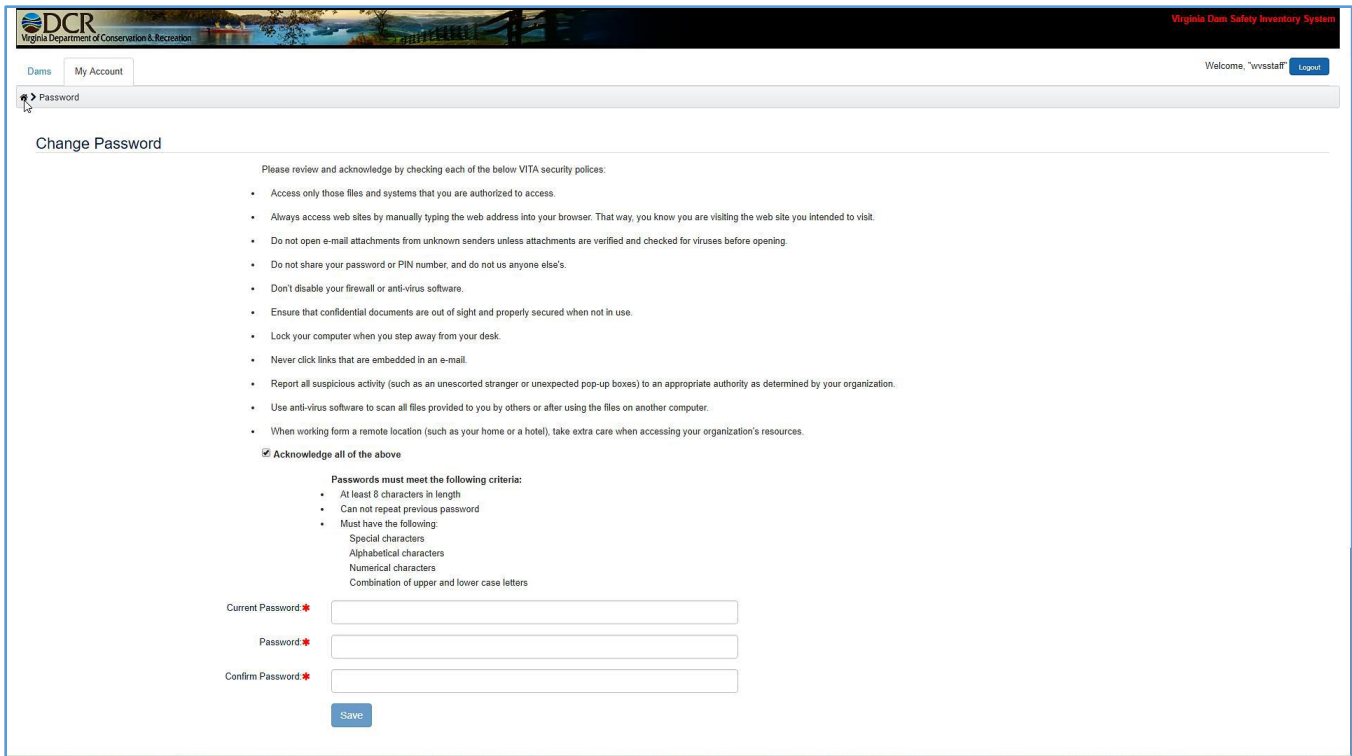 DCR
Virginia Department of Conservation & Recreation
Virginia Dam Safety Inventory System
Dams
My Account
Welcome, "wvsstaff"
Logout
Password
Change Password
Please review and acknowledge by checking each of the below VITA security polices:
• Access only those files and systems that you are authorized to access.
• Always access web sites by manually typing the web address into your browser. That way, you know you are visiting the web site you intended to visit.
• Do not open e-mail attachments from unknown senders unless attachments are verified and checked for viruses before opening.
• Do not share your password or PIN number, and do not us anyone else's.
• Don't disable your firewall or anti-virus software.
• Ensure that confidential documents are out of sight and properly secured when not in use.
• Lock your computer when you step away from your desk.
• Never click links that are embedded in an e-mail.
• Report all suspicious activity (such as an unescorted stranger or unexpected pop-up boxes) to an appropriate authority as determined by your organization.
• Use anti-virus software to scan all files provided to you by others or after using the files on another computer.
• When working form a remote location (such as your home or a hotel), take extra care when accessing your organization's resources.
Acknowledge all of the above
Passwords must meet the following criteria:
• At least 8 characters in length
• Can not repeat previous password
• Must have the following:
Special characters
Alphabetical characters
Numerical characters
Combination of upper and lower case letters
Current Password:*
Password:*
Confirm Password:*
Save